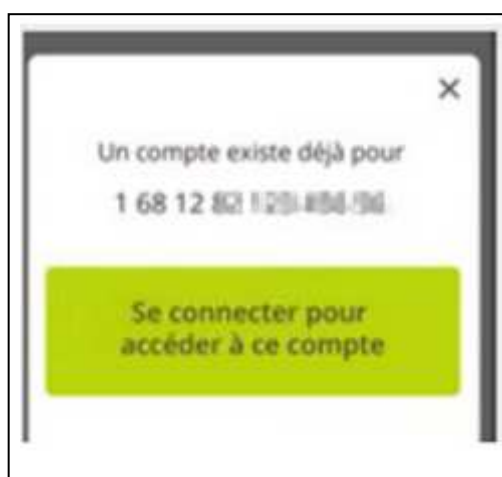 Un compte existe déjà pour
1 68 12
Se connecter pour
accéder à ce compte